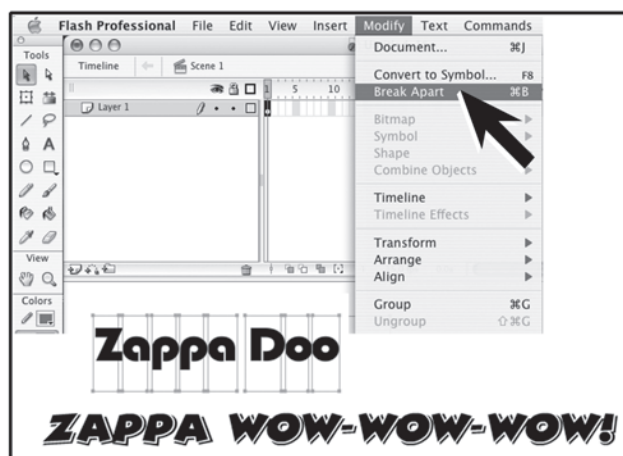 Flash Professional File Edit View Insert Modify Text Commands
Tools
Timeline Scene 1
1 5 10
Layer 1
View
Colors
Document... ⌘J
Convert to Symbol... F8
Break Apart ⌘B
Bitmap
Symbol
Shape
Combine Objects
Timeline
Timeline Effects
Transform
Arrange
Align
Group ⌘G
Ungroup ⇧⌘G
Zappa Doo
ZAPPA WOW-WOW-WOW!